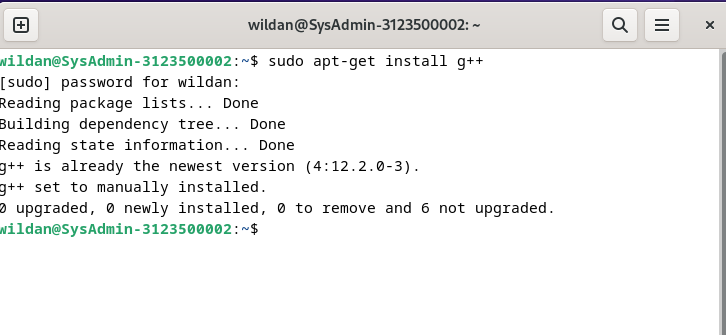 wildan@SysAdmin-3123500002: ~
wildan@SysAdmin-3123500002:~$ sudo apt-get install g++
[sudo] password for wildan:
Reading package lists... Done
Building dependency tree... Done
Reading state information... Done
g++ is already the newest version (4:12.2.0-3).
g++ set to manually installed.
0 upgraded, 0 newly installed, 0 to remove and 6 not upgraded.
wildan@SysAdmin-3123500002:~$